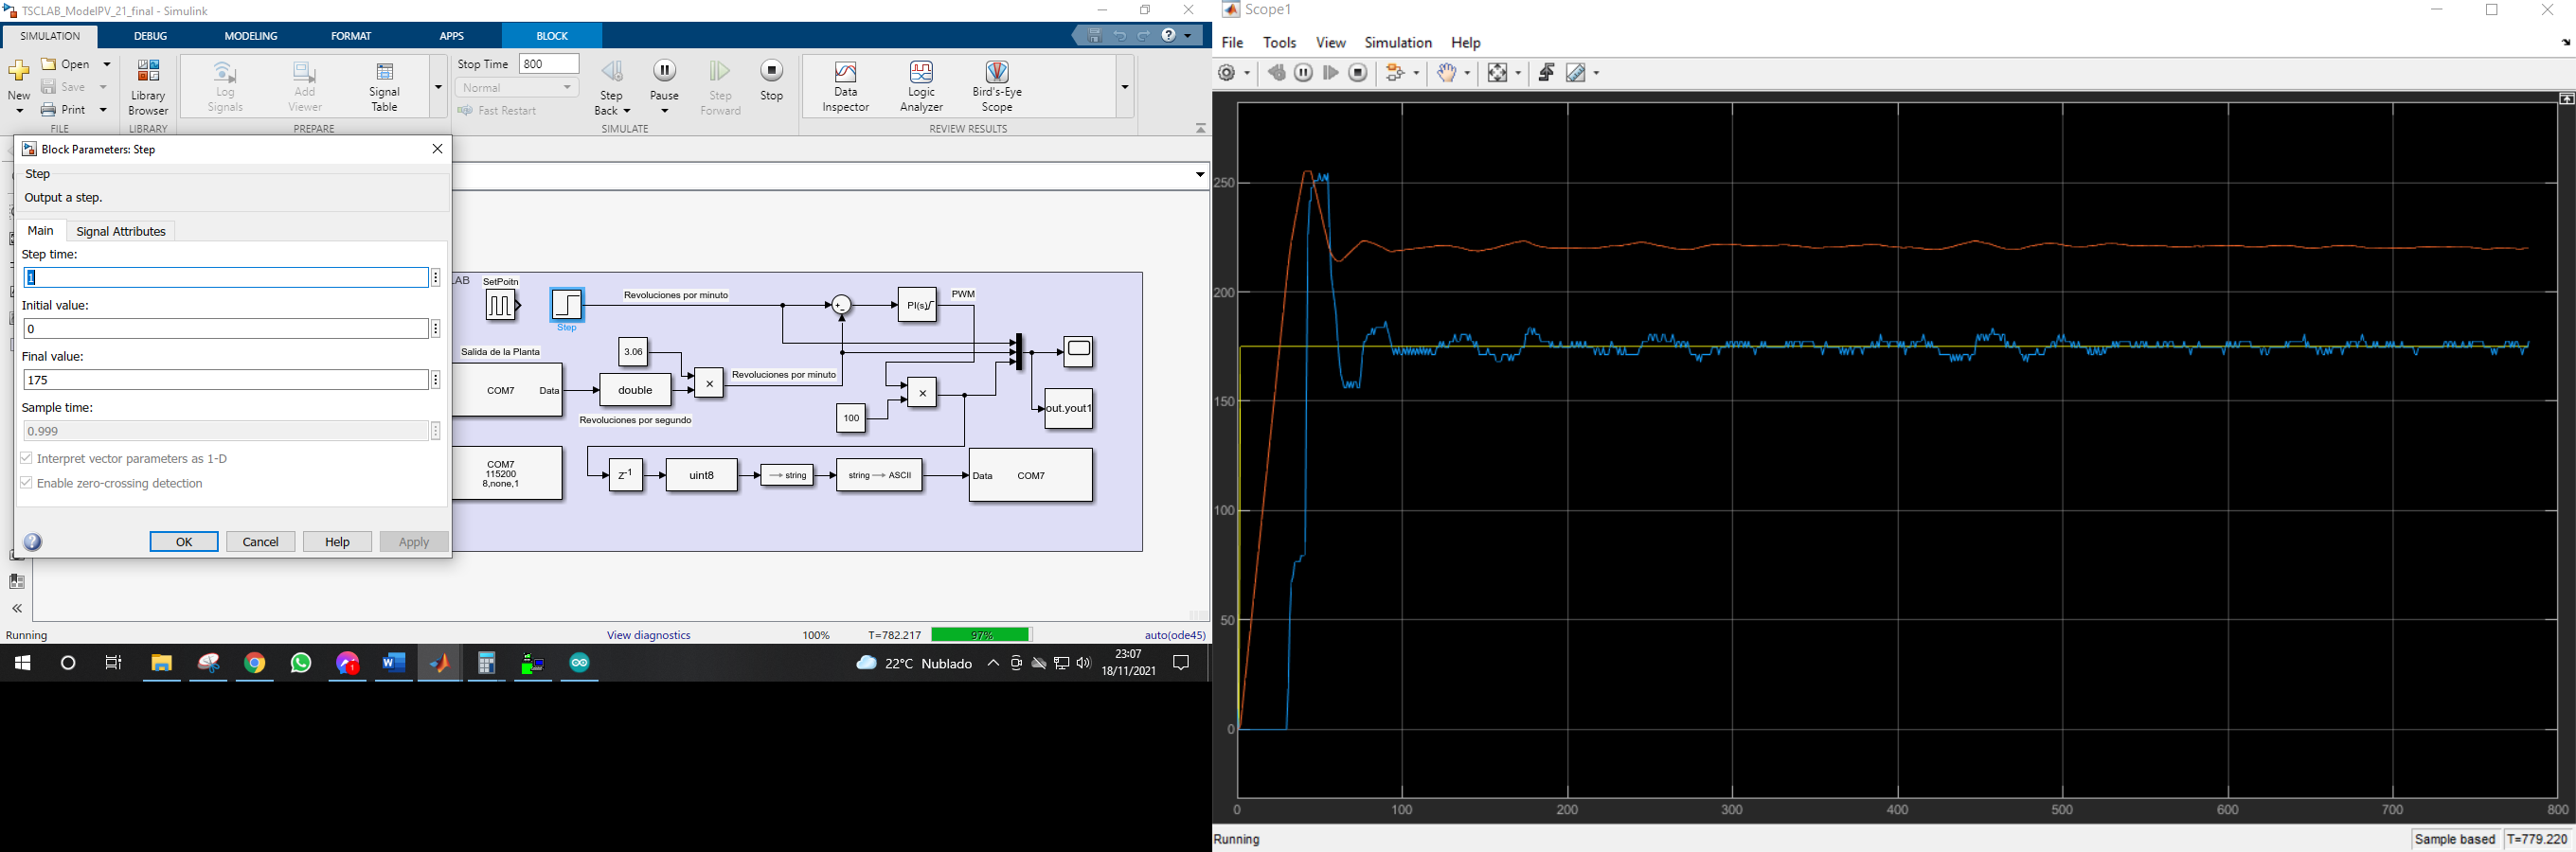 TSCLAB_ModelPV_21_final - Simulink
SIMULATION DEBUG MODELING FORMAT APPS BLOCK
New
Open
Save
Print
FILE
Library
Browser
LIBRARY
Log
Signals
Add
Viewer
Signal
Table
PREPARE
Stop Time 800
Normal
Fast Restart
Step
Back
Pause
Step
Forward
Stop
SIMULATE
Data
Inspector
Logic
Analyzer
Bird's-Eye
Scope
REVIEW RESULTS
Block Parameters: Step
Step
Output a step.
Main Signal Attributes
Step time:
1
Initial value:
0
Final value:
175
Sample time:
0.999
Interpret vector parameters as 1-D
Enable zero-crossing detection
OK Cancel Help Apply
LAB
SetPoitn
Step
Revoluciones por minuto
+
-
PI(s)
PWM
Salida de la Planta
3.06
COM7 Data
double
×
Revoluciones por minuto
Revoluciones por segundo
100
×
out.yout1
COM7
115200
8,none,1
Z-1
uint8
string
string ASCII
Data COM7
Running View diagnostics 100% T=782.217 97% auto(ode45)
1
22°C Nublado
23:07
18/11/2021
Scope1
File Tools View Simulation Help
250
200
150
100
50
0
0 100 200 300 400 500 600 700 800
Running Sample based T=779.220